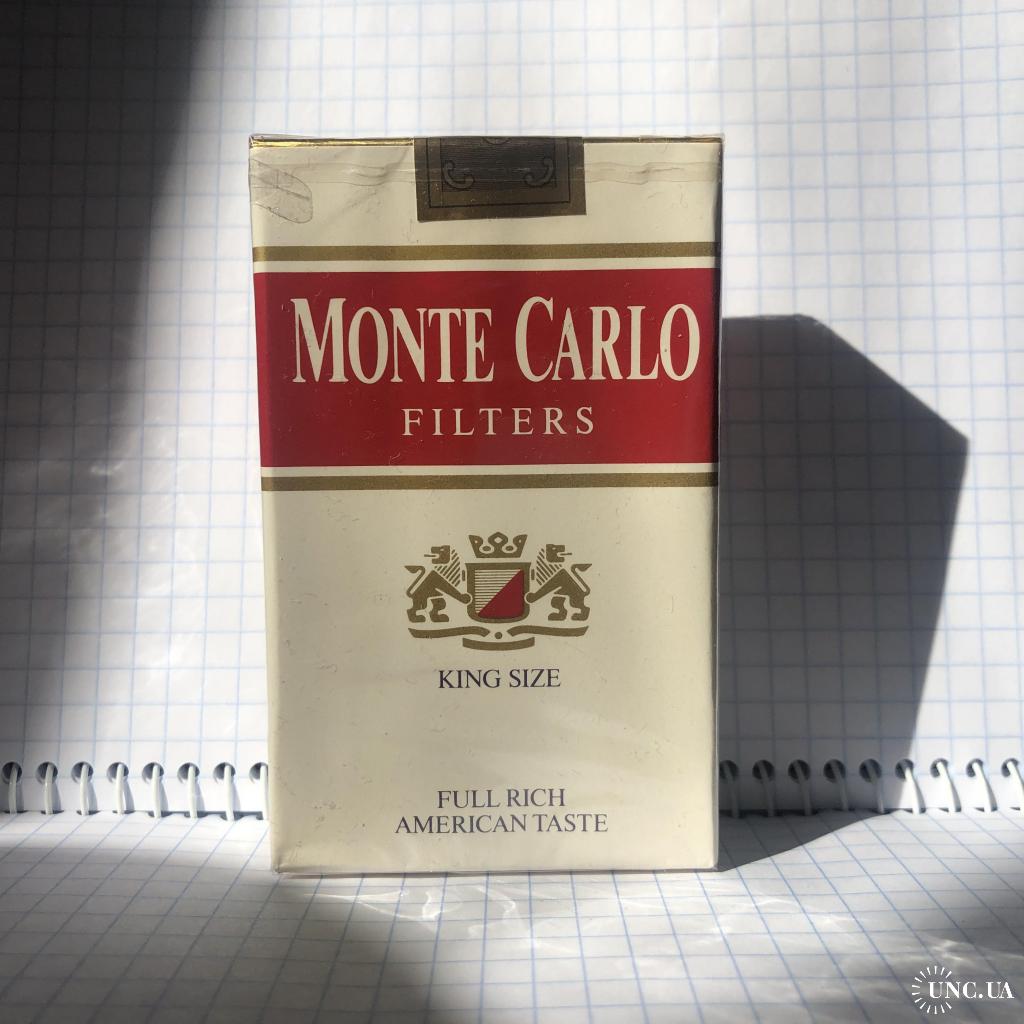 MONTE CARLO
FILTERS
KING SIZE
FULL RICH
AMERICAN TASTE
UNC.UA